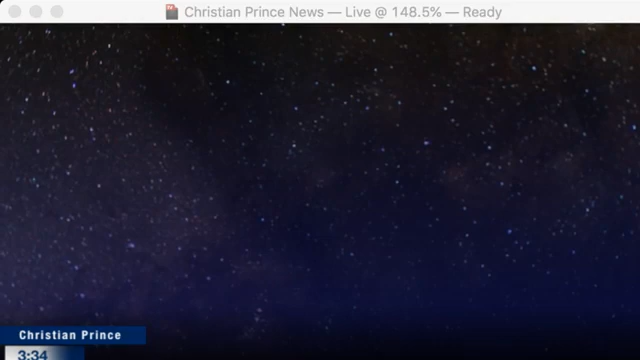 Christian Prince News — Live @ 148.5% — Ready
Christian Prince
3:34